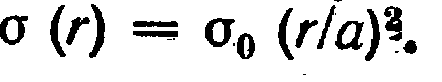 σ (r) = σ₀ (r/a)².